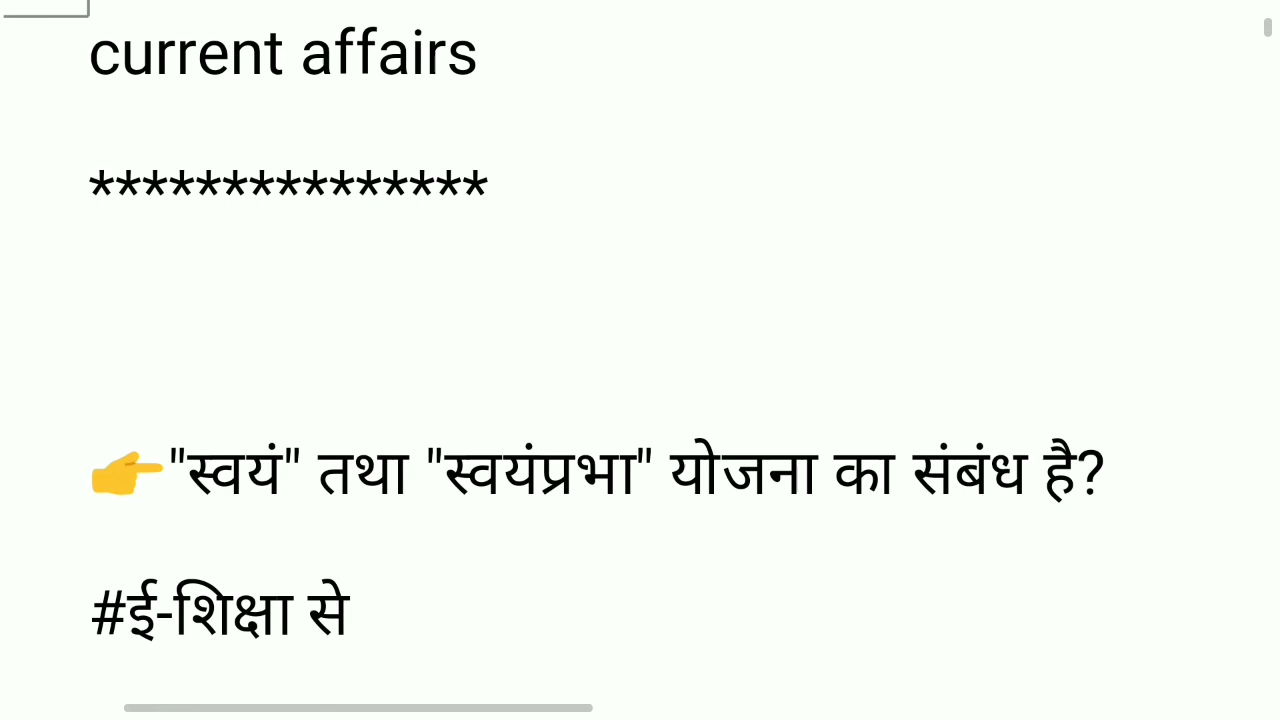 current affairs
***************
👉"स्वयं" तथा "स्वयंप्रभा" योजना का संबंध है?
#ई-शिक्षा से